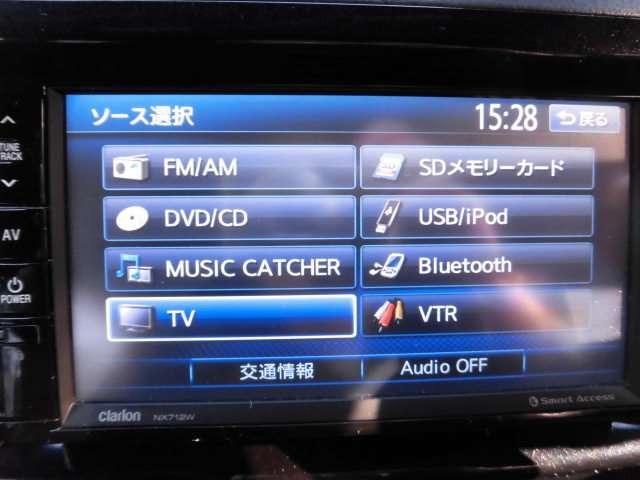 ソース選択 15:28 戻る
FM/AM SDメモリーカード
DVD/CD USB/iPod
MUSIC CATCHER Bluetooth
TV VTR
交通情報 Audio OFF
TUNE
TRACK
AV
POWER
clarion NX712W Smart Access